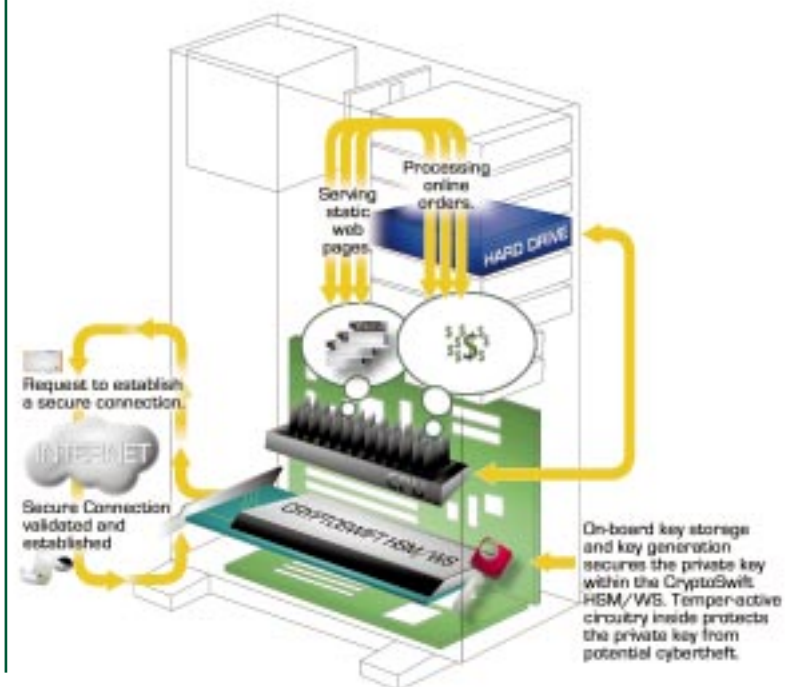 Serving
static
web
pages.
Processing
online
orders.
HARD DRIVE
$ $ $ $ $ $ $
Request to establish
a secure connection.
INTERNET
Secure Connection
validated and
established
CPU
CRYPTOSWIFT HSM/WS
On-board key storage
and key generation
secures the private key
within the CryptoSwift
HSM/WS. Temper-active
circuitry inside protects
the private key from
potential cybertheft.